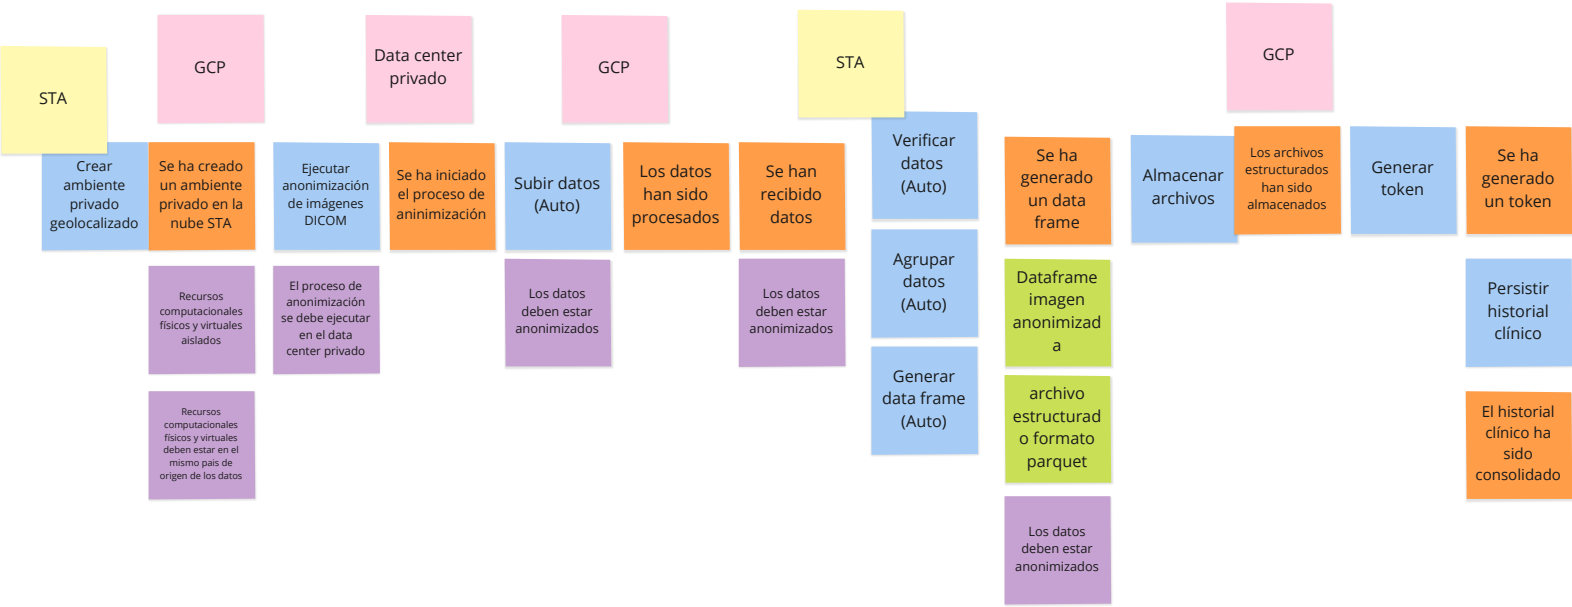 STA
GCP
Data center
privado
GCP
STA
GCP
Crear
ambiente
privado
geolocalizado
Se ha creado
un ambiente
privado en la
nube STA
Ejecutar
anonimización
de imágenes
DICOM
Se ha iniciado
el proceso de
aninimización
Subir datos
(Auto)
Los datos
han sido
procesados
Se han
recibido
datos
Verificar
datos
(Auto)
Se ha
generado
un data
frame
Almacenar
archivos
Los archivos
estructurados
han sido
almacenados
Generar
token
Se ha
generado
un token
Recursos
computacionales
físicos y virtuales
aislados
El proceso de
anonimización
se debe ejecutar
en el data
center privado
Los datos
deben estar
anonimizados
Los datos
deben estar
anonimizados
Agrupar
datos
(Auto)
Dataframe
imagen
anonimizad
a
Persistir
historial
clínico
Recursos
computacionales
físicos y virtuales
deben estar en el
mismo pais de
origen de los datos
Generar
data frame
(Auto)
archivo
estructurad
o formato
parquet
El historial
clínico ha
sido
consolidado
Los datos
deben estar
anonimizados